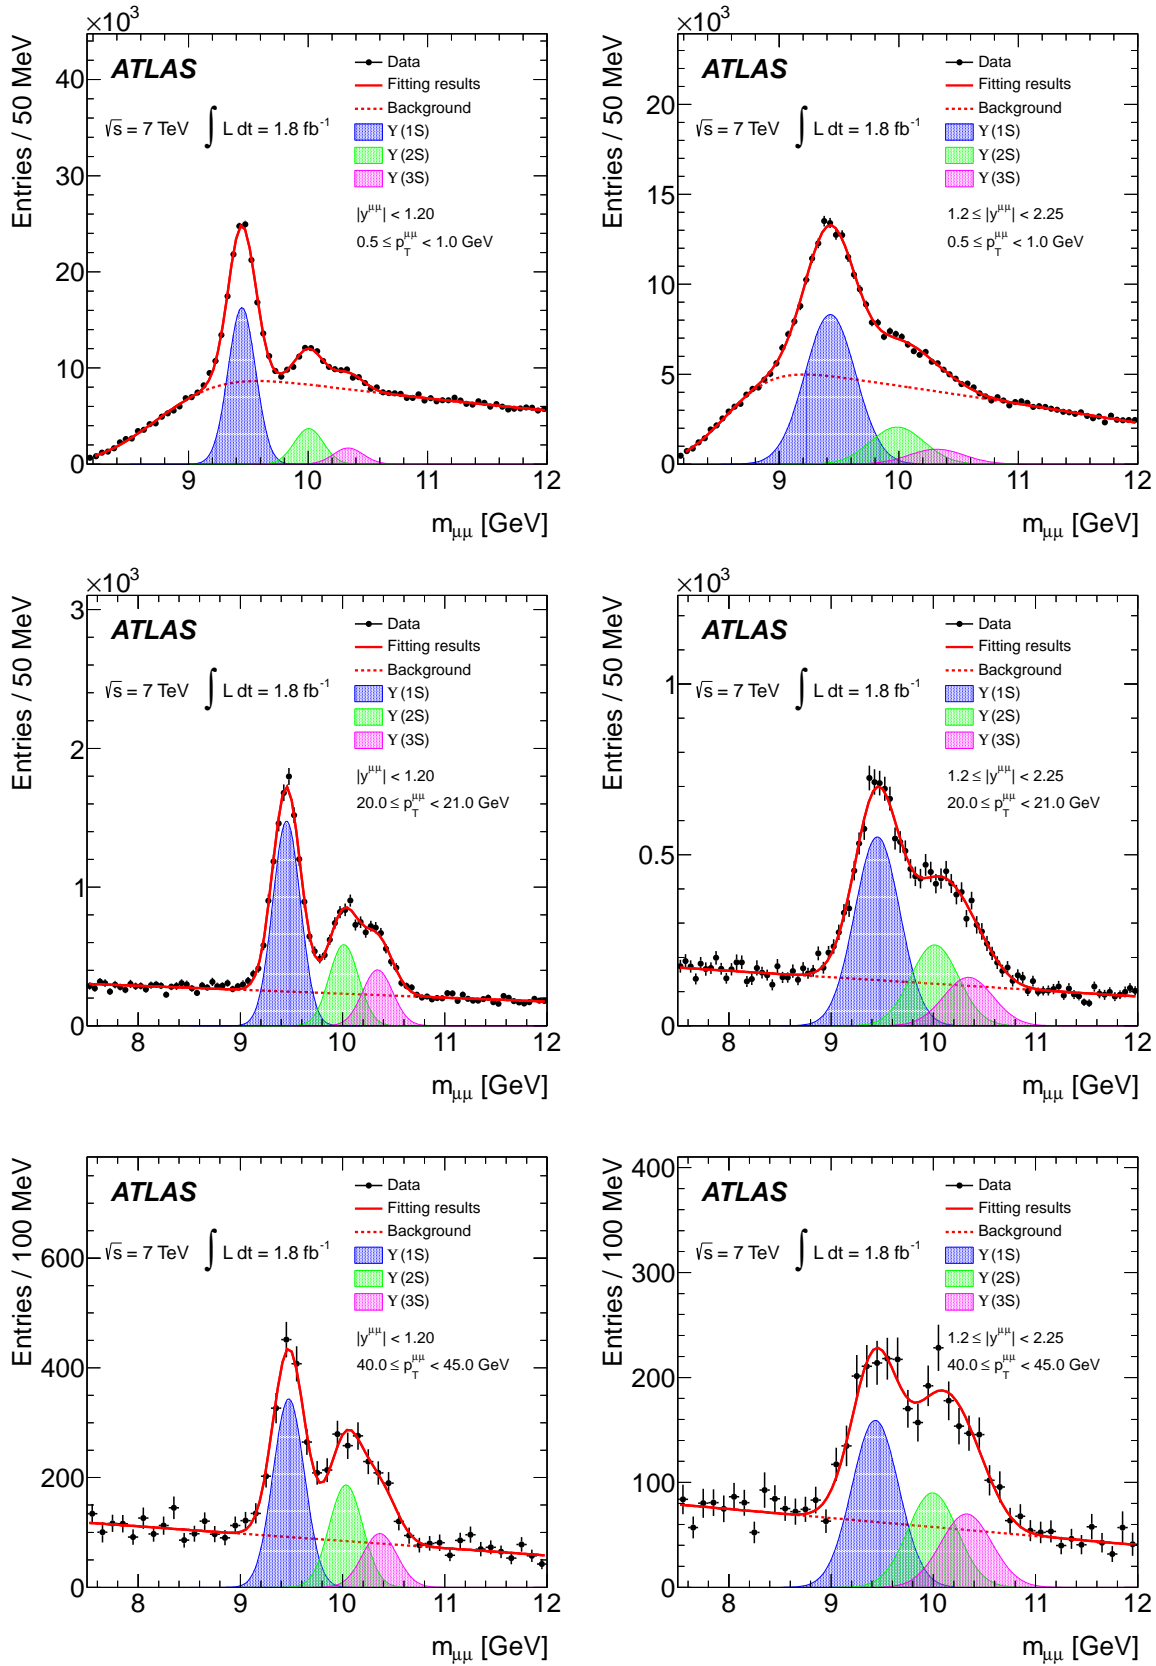 ×10³
Entries / 50 MeV
ATLAS
√s = 7 TeV ∫ L dt = 1.8 fb⁻¹
Data
Fitting results
Background
ϒ (1S)
ϒ (2S)
ϒ (3S)
|y^μμ| < 1.20
0.5 ≤ p_T^μμ < 1.0 GeV
40
30
20
10
0
9 10 11 12
m_μμ [GeV]
×10³
Entries / 50 MeV
ATLAS
√s = 7 TeV ∫ L dt = 1.8 fb⁻¹
Data
Fitting results
Background
ϒ (1S)
ϒ (2S)
ϒ (3S)
1.2 ≤ |y^μμ| < 2.25
0.5 ≤ p_T^μμ < 1.0 GeV
20
15
10
5
0
9 10 11 12
m_μμ [GeV]
×10³
Entries / 50 MeV
ATLAS
√s = 7 TeV ∫ L dt = 1.8 fb⁻¹
Data
Fitting results
Background
ϒ (1S)
ϒ (2S)
ϒ (3S)
|y^μμ| < 1.20
20.0 ≤ p_T^μμ < 21.0 GeV
3
2
1
0
8 9 10 11 12
m_μμ [GeV]
×10³
Entries / 50 MeV
ATLAS
√s = 7 TeV ∫ L dt = 1.8 fb⁻¹
Data
Fitting results
Background
ϒ (1S)
ϒ (2S)
ϒ (3S)
1.2 ≤ |y^μμ| < 2.25
20.0 ≤ p_T^μμ < 21.0 GeV
1
0.5
0
8 9 10 11 12
m_μμ [GeV]
Entries / 100 MeV
ATLAS
√s = 7 TeV ∫ L dt = 1.8 fb⁻¹
Data
Fitting results
Background
ϒ (1S)
ϒ (2S)
ϒ (3S)
|y^μμ| < 1.20
40.0 ≤ p_T^μμ < 45.0 GeV
600
400
200
0
8 9 10 11 12
m_μμ [GeV]
Entries / 100 MeV
ATLAS
√s = 7 TeV ∫ L dt = 1.8 fb⁻¹
Data
Fitting results
Background
ϒ (1S)
ϒ (2S)
ϒ (3S)
1.2 ≤ |y^μμ| < 2.25
40.0 ≤ p_T^μμ < 45.0 GeV
400
300
200
100
0
8 9 10 11 12
m_μμ [GeV]